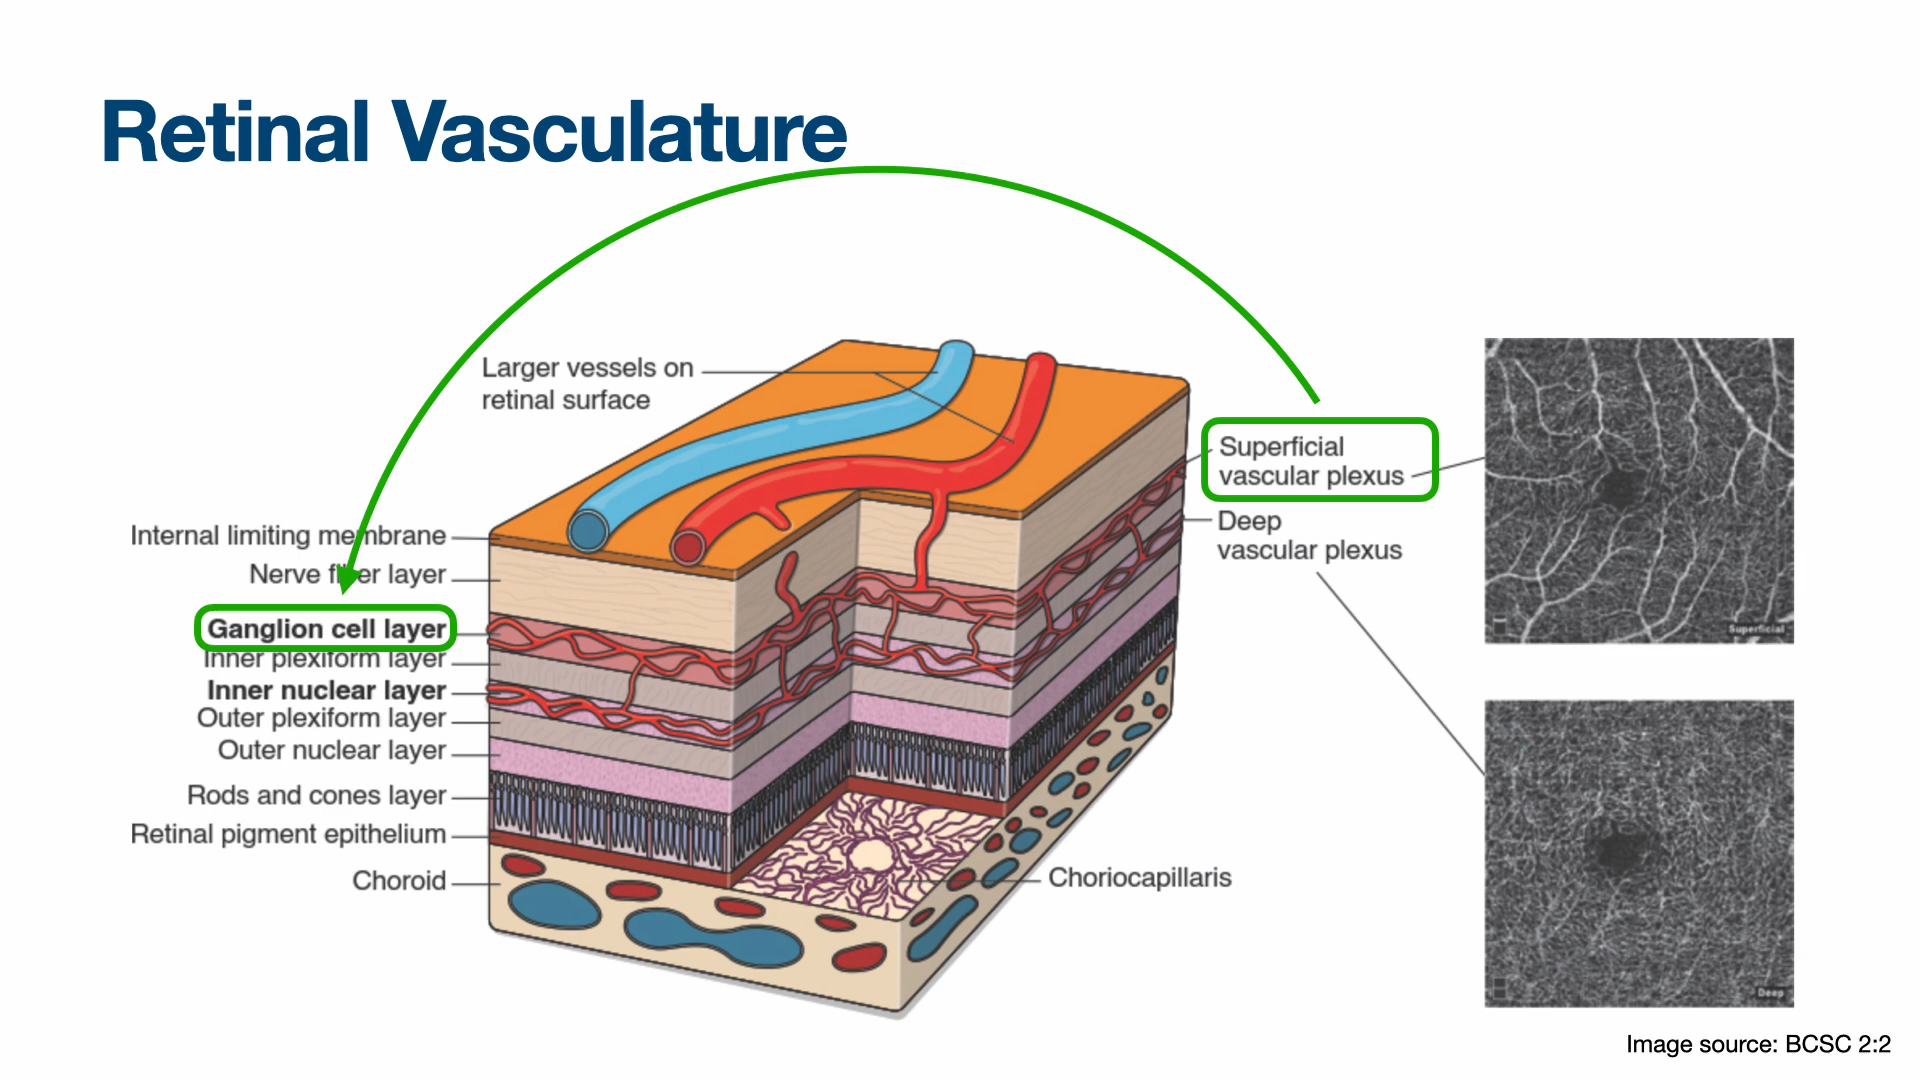 Retinal Vasculature
Larger vessels on
retinal surface
Internal limiting membrane
Nerve fiber layer
Ganglion cell layer
Inner plexiform layer
Inner nuclear layer
Outer plexiform layer
Outer nuclear layer
Rods and cones layer
Retinal pigment epithelium
Choroid
Superficial
vascular plexus
Deep
vascular plexus
Choriocapillaris
Superficial
Deep
Image source: BCSC 2:2